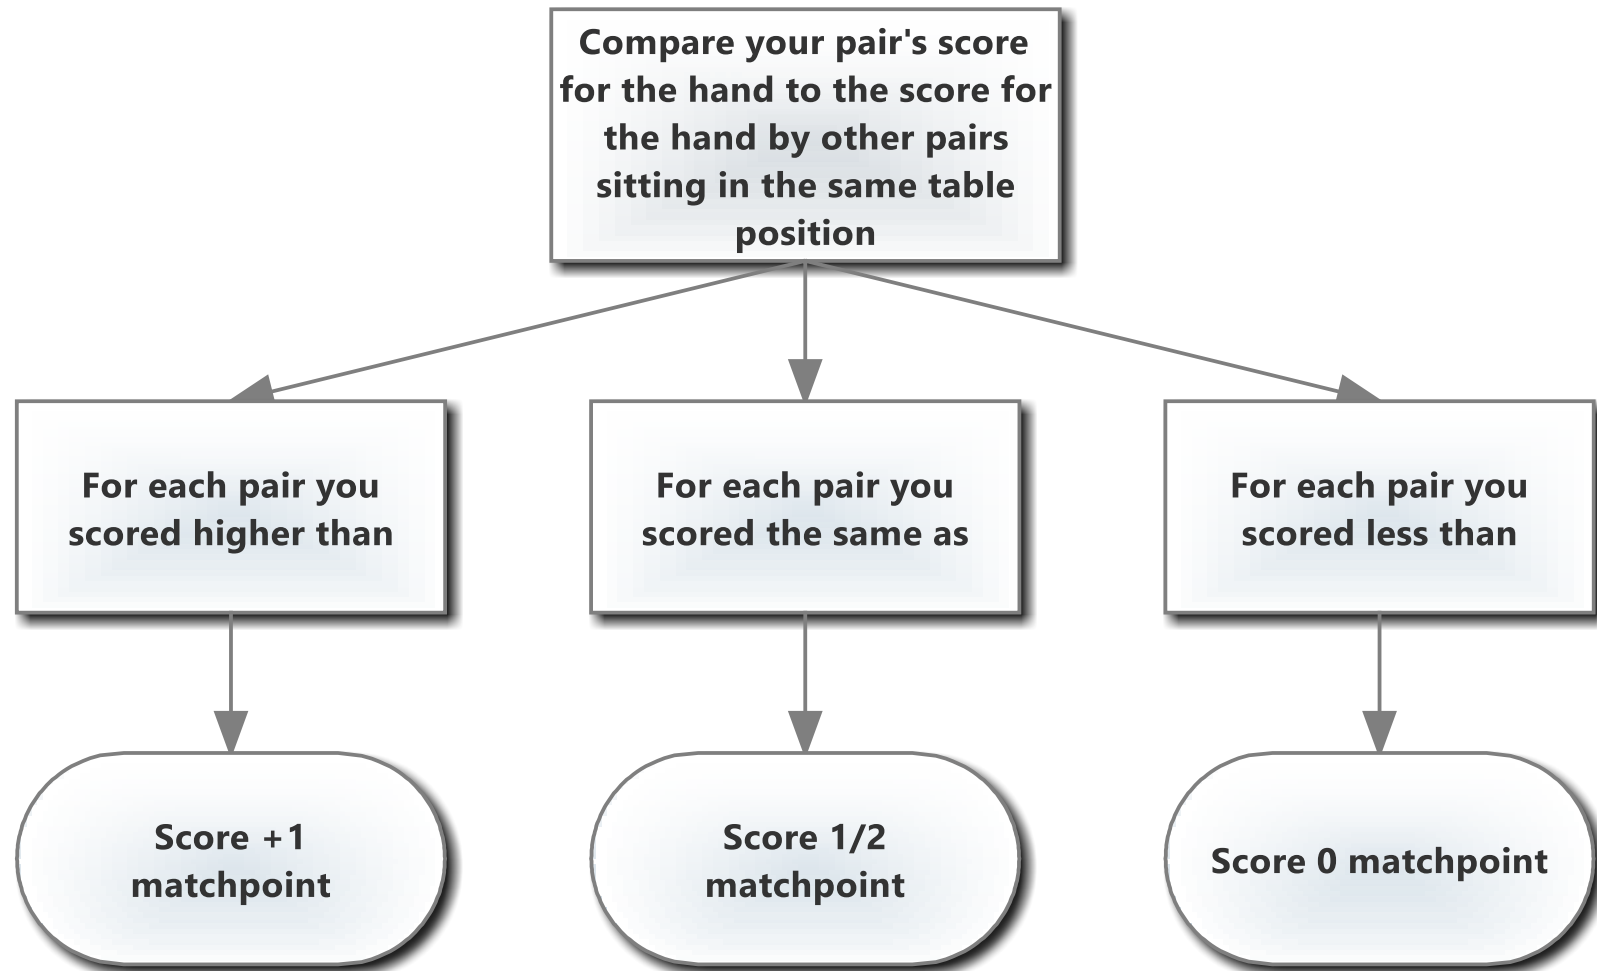 Compare your pair's score
for the hand to the score for
the hand by other pairs
sitting in the same table
position
For each pair you
scored higher than
For each pair you
scored the same as
For each pair you
scored less than
Score +1
matchpoint
Score 1/2
matchpoint
Score 0 matchpoint